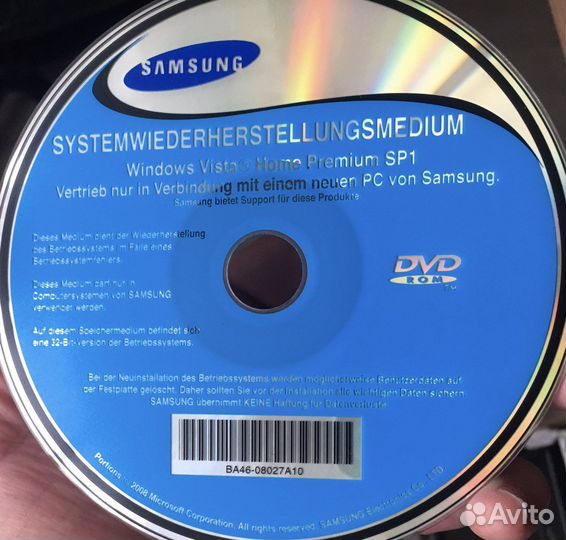 SAMSUNG
SYSTEMWIEDERHERSTELLUNGSMEDIUM
Windows Vista® Home Premium SP1
Vertrieb nur in Verbindung mit einem neuen PC von Samsung.
Samsung bietet Support für diese Produkte
Dieses Medium dient der Wiederherstellung
des Betriebssystems im Falle eines
Betriebssystemfehlers.
DVD
ROM
TM
Dieses Medium darf nur in
Computersystemen von SAMSUNG
verwendet werden.
Auf diesem Speichermedium befindet sich
eine 32-Bit-Version der Betriebssystems.
Bei der Neuinstallation des Betriebssystems werden möglicherweise Benutzerdaten auf
der Festplatte gelöscht. Daher sollten Sie vor der Installation alle wichtigen Daten sichern.
SAMSUNG übernimmt KEINE Haftung für Datenverluste.
BA46-08027A10
Portions 2008 Microsoft Corporation. All rights reserved. SAMSUNG Electronics Co., LTD
Avito